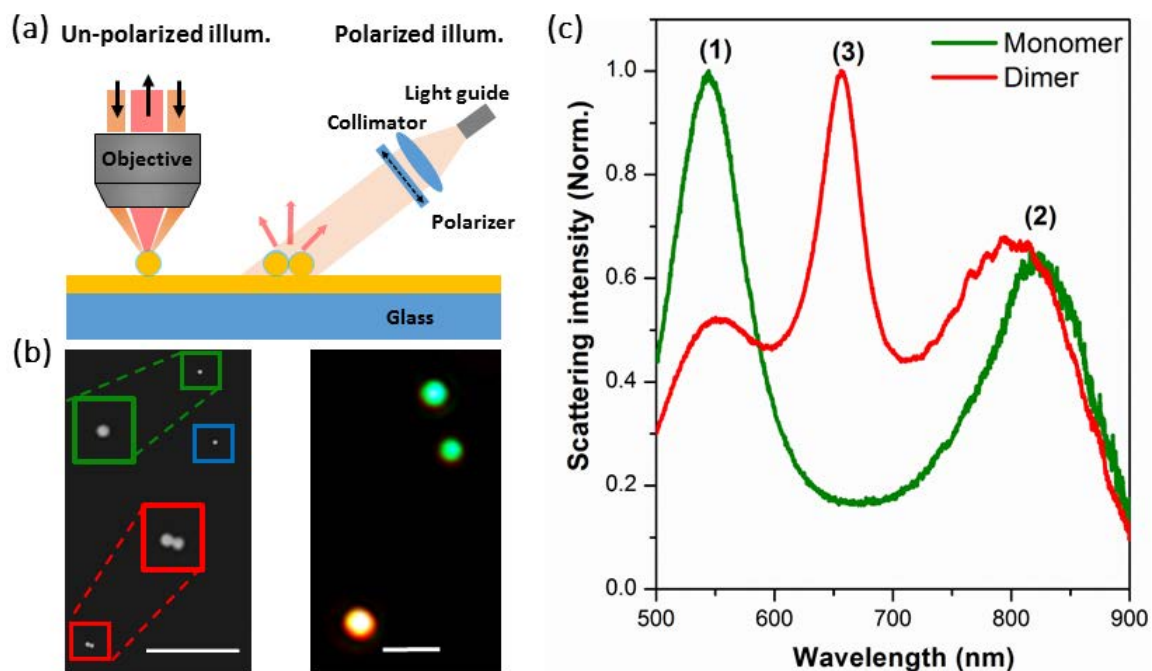 (a)
Un-polarized illum.
Polarized illum.
Light guide
Collimator
Objective
Polarizer
Glass
(b)
(c)
(1)
(3)
(2)
Monomer
Dimer
Scattering intensity (Norm.)
1.0
0.8
0.6
0.4
0.2
0.0
500
600
700
800
900
Wavelength (nm)